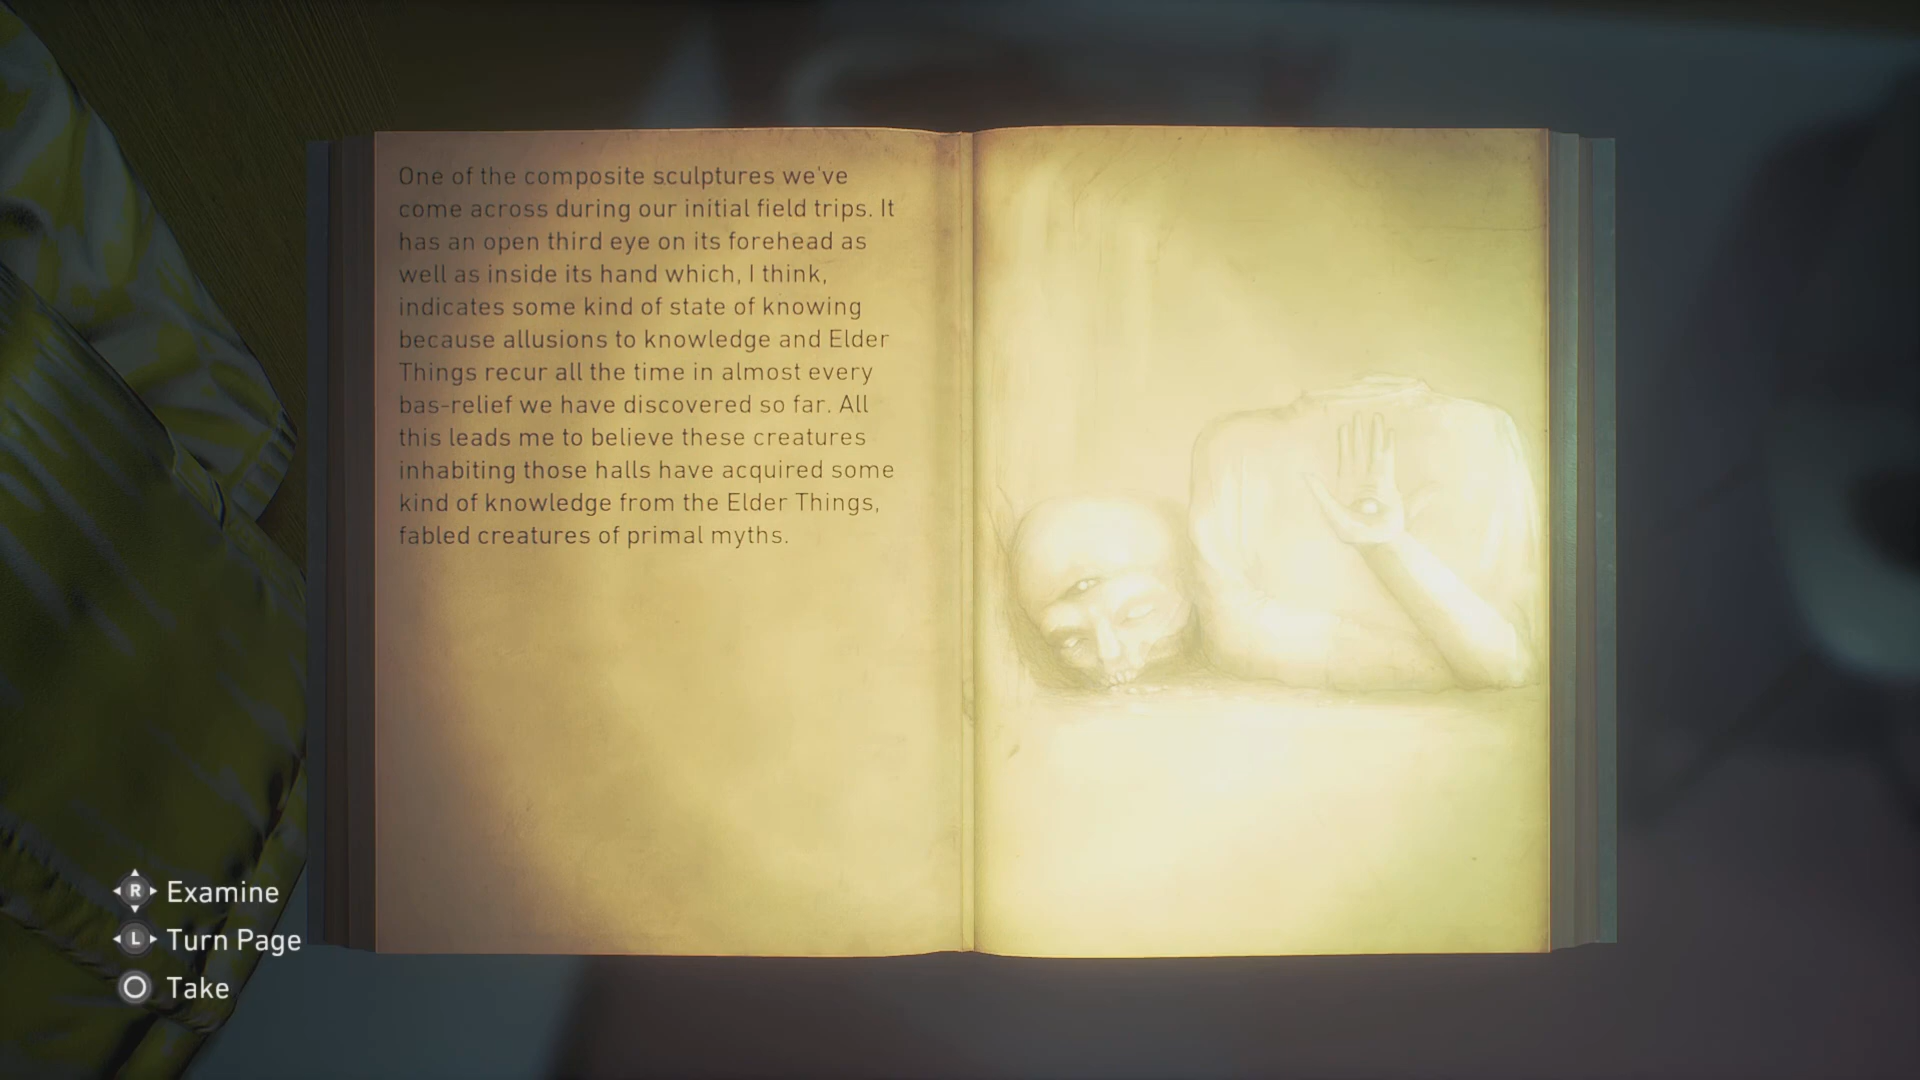 One of the composite sculptures we've
come across during our initial field trips. It
has an open third eye on its forehead as
well as inside its hand which, I think,
indicates some kind of state of knowing
because allusions to knowledge and Elder
Things recur all the time in almost every
bas-relief we have discovered so far. All
this leads me to believe these creatures
inhabiting those halls have acquired some
kind of knowledge from the Elder Things,
fabled creatures of primal myths.
R Examine
L Turn Page
Take